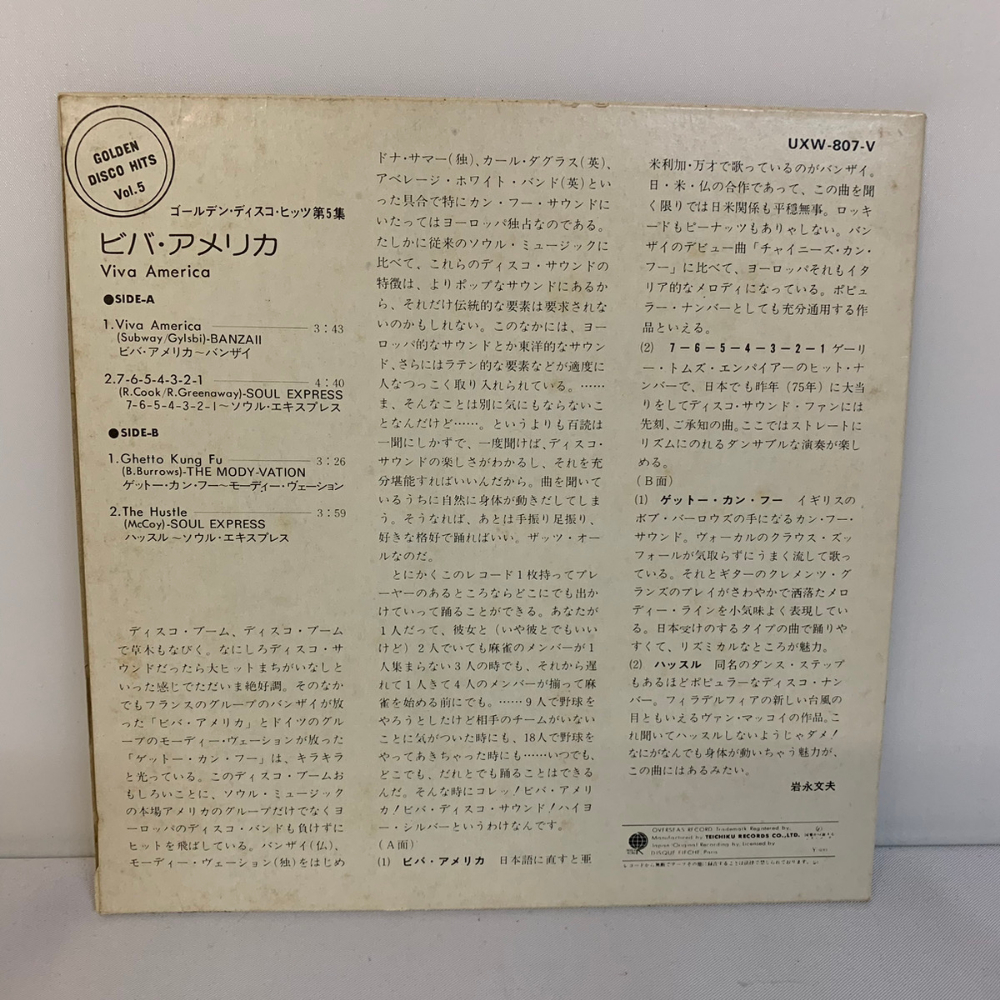 GOLDEN
DISCO HITS
Vol.5
ゴールデン・ディスコ・ヒッツ第5集
ビバ・アメリカ
Viva America
●SIDE-A
1.Viva America 3:43
(Subway/Gylsbi)-BANZAII
ビバ・アメリカ~バンザイ
2.7-6-5-4-3-2-1 4:40
(R.Cook/R.Greenaway)-SOUL EXPRESS
7-6-5-4-3-2-1~ソウル・エキスプレス
●SIDE-B
1.Ghetto Kung Fu 3:26
(B.Burrows)-THE MODY-VATION
ゲットー・カン・フー~モーディー・ヴェーション
2.The Hustle 3:59
(McCoy)-SOUL EXPRESS
ハッスル~ソウル・エキスプレス
ディスコ・ブーム、ディスコ・ブーム
で草木もなびく。なにしろディスコ・サ
ウンドだったら大ヒットまちがいなしと
いった感じでただいま絶好調。そのなか
でもフランスのグループのバンザイが放
った「ビバ・アメリカ」とドイツのグル
ープのモーディー・ヴェーションが放った
「ゲットー・カン・フー」は、キラキラ
と光っている。このディスコ・ブームお
もしろいことに、ソウル・ミュージック
の本場アメリカのグループだけでなくヨ
ーロッパのディスコ・バンドも負けずに
ヒットを飛ばしている。バンザイ(仏)、
モーディー・ヴェーション(独)をはじめ
ドナ・サマー(独)、カール・ダグラス(英)、
アベレージ・ホワイト・バンド(英)とい
った具合で特にカン・フー・サウンドに
いたってはヨーロッパ独占なのである。
たしかに従来のソウル・ミュージックに
比べて、これらのディスコ・サウンドの
特徴は、よりポップなサウンドにあるか
ら、それだけ伝統的な要素は要求されな
いのかもしれない。このなかには、ヨー
ロッパ的なサウンドとか東洋的なサウン
ド、さらにはラテン的な要素などが適度に
人なつっこく取り入れられている。……
ま、そんなことは別に気にもならないこ
となんだけど……。というよりも百読は
一聞にしかずで、一度聞けば、ディスコ・
サウンドの楽しさがわかるし、それを充
分堪能すればいいんだから。曲を聞いて
いるうちに自然に身体が動きだしてしま
う。そうなれば、あとは手振り足振り、
好きな格好で踊ればいい。ザッツ・オー
ルなのだ。
とにかくこのレコード1枚持ってプレ
ーヤーのあるところならどこにでも出か
けていって踊ることができる。あなたが
1人だって、彼女と(いや彼とでもいい
けど)2人でいても麻雀のメンバーが1
人集まらない3人の時でも、それから遅
れて1人きて4人のメンバーが揃って麻
雀を始める前にでも。……9人で野球を
やろうとしたけど相手のチームがいない
ことに気がついた時にも、18人で野球を
やってあきちゃった時にも……いつでも、
どこでも、だれとでも踊ることはできる
んだ。そんな時にコレッ!ビバ・アメリ
カ!ビバ・ディスコ・サウンド!ハイヨ
ー・シルバーというわけなんです。
(A面)
(1) ビバ・アメリカ 日本語に直すと亜
UXW-807-V
米利加・万才で歌っているのがバンザイ。
日・米・仏の合作であって、この曲を聞
く限りでは日米関係も平穏無事。ロッキ
ードもピーナッツもありゃしない。バン
ザイのデビュー曲「チャイニーズ・カン・
フー」に比べて、ヨーロッパそれもイタ
リア的なメロディになっている。ポピュ
ラー・ナンバーとしても充分通用する作
品といえる。
(2) 7-6-5-4-3-2-1 ゲーリ
ー・トムズ・エンパイアーのヒット・ナ
ンバーで、日本でも昨年(75年)に大当
りをしてディスコ・サウンド・ファンには
先刻、ご承知の曲。ここではストレートに
リズムにのれるダンサブルな演奏が楽し
める。
(B面)
(1) ゲットー・カン・フー イギリスの
ボブ・バーロウズの手になるカン・フー・
サウンド。ヴォーカルのクラウス・ズッ
フォールが気取らずにうまく流して歌っ
ている。それとギターのクレメンツ・グ
ランズのプレイがさわやかで洒落たメロ
ディー・ラインを小気味よく表現してい
る。日本受けのするタイプの曲で踊りや
すくて、リズミカルなところが魅力。
(2) ハッスル 同名のダンス・ステップ
もあるほどポピュラーなディスコ・ナン
バー。フィラデルフィアの新しい台風の
目ともいえるヴァン・マッコイの作品。こ
れ聞いてハッスルしないようじゃダメ!
なにがなんでも身体が動いちゃう魅力が、
この曲にはあるみたい。
岩永文夫
OVERSEAS RECORD Trademark Registered by,
Manufactured by TEICHIKU RECORDS CO.,LTD.
Japan Original Recording by Licensed by
DISQUE FLECHE, Paris
レコードから無断でテープその他に録音することは法律で禁じられております。